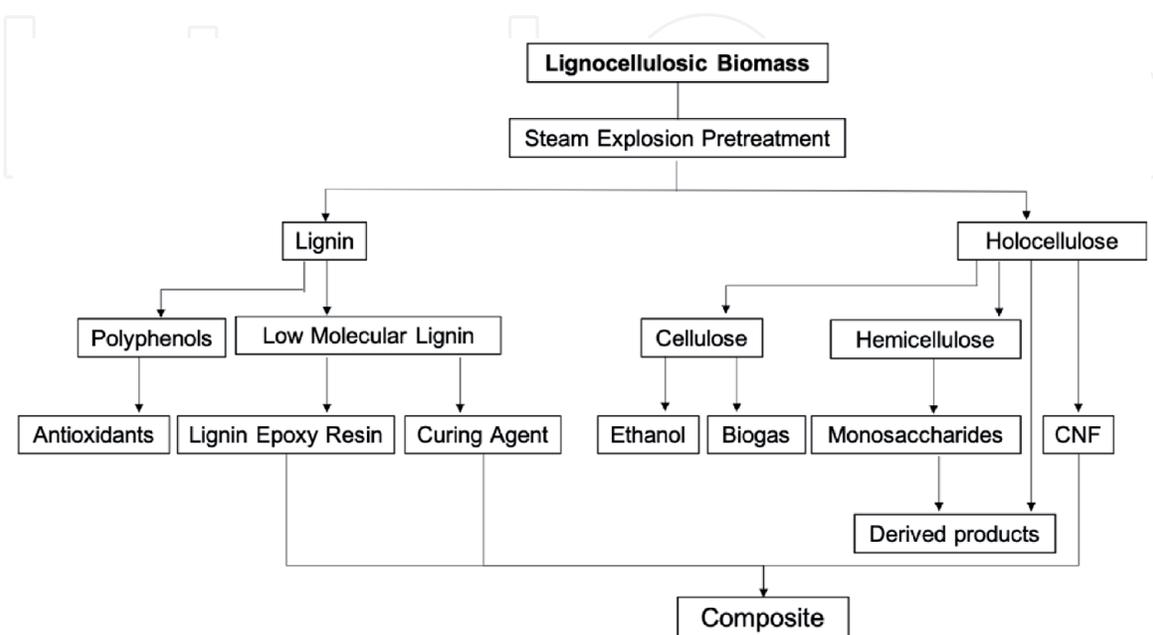 Lignocellulosic Biomass
Steam Explosion Pretreatment
Lignin
Holocellulose
Polyphenols
Low Molecular Lignin
Cellulose
Hemicellulose
Antioxidants
Lignin Epoxy Resin
Curing Agent
Ethanol
Biogas
Monosaccharides
CNF
Derived products
Composite